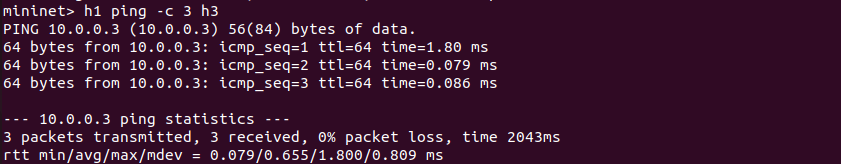 mininet> h1 ping -c 3 h3
PING 10.0.0.3 (10.0.0.3) 56(84) bytes of data.
64 bytes from 10.0.0.3: icmp_seq=1 ttl=64 time=1.80 ms
64 bytes from 10.0.0.3: icmp_seq=2 ttl=64 time=0.079 ms
64 bytes from 10.0.0.3: icmp_seq=3 ttl=64 time=0.086 ms

--- 10.0.0.3 ping statistics ---
3 packets transmitted, 3 received, 0% packet loss, time 2043ms
rtt min/avg/max/mdev = 0.079/0.655/1.800/0.809 ms